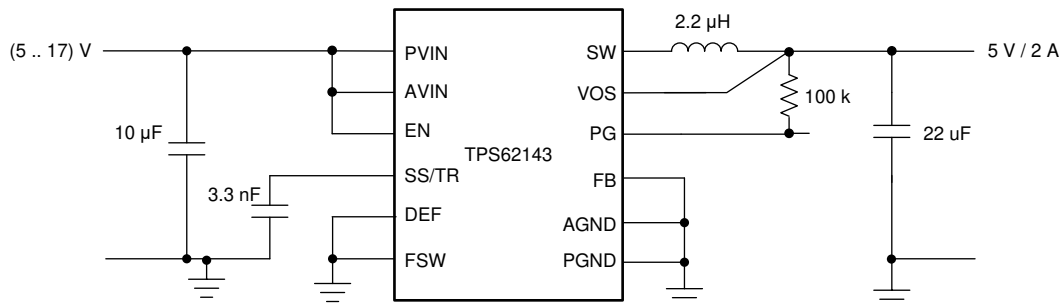 2.2 µH
(5 .. 17) V
PVIN
SW
5 V / 2 A
AVIN
VOS
100 k
10 µF
EN
PG
22 uF
TPS62143
SS/TR
FB
3.3 nF
DEF
AGND
FSW
PGND